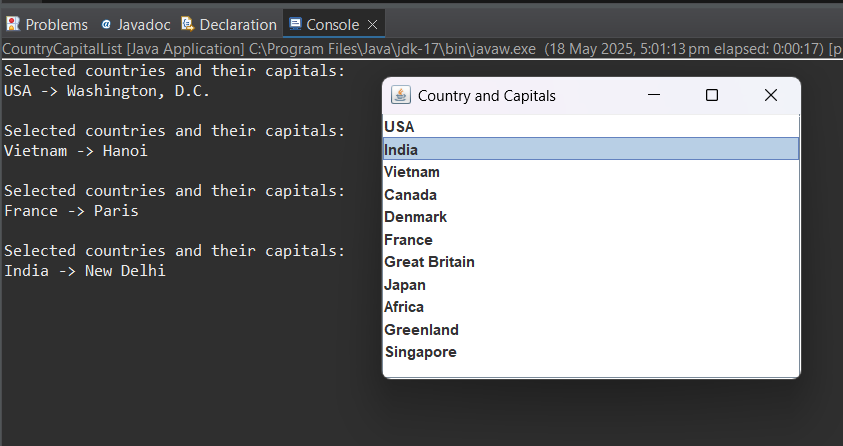 Problems Javadoc Declaration Console
CountryCapitalList [Java Application] C:\Program Files\Java\jdk-17\bin\javaw.exe (18 May 2025, 5:01:13 pm elapsed: 0:00:17) [p
Selected countries and their capitals:
USA -> Washington, D.C.
Selected countries and their capitals:
Vietnam -> Hanoi
Selected countries and their capitals:
France -> Paris
Selected countries and their capitals:
India -> New Delhi
Country and Capitals
USA
India
Vietnam
Canada
Denmark
France
Great Britain
Japan
Africa
Greenland
Singapore